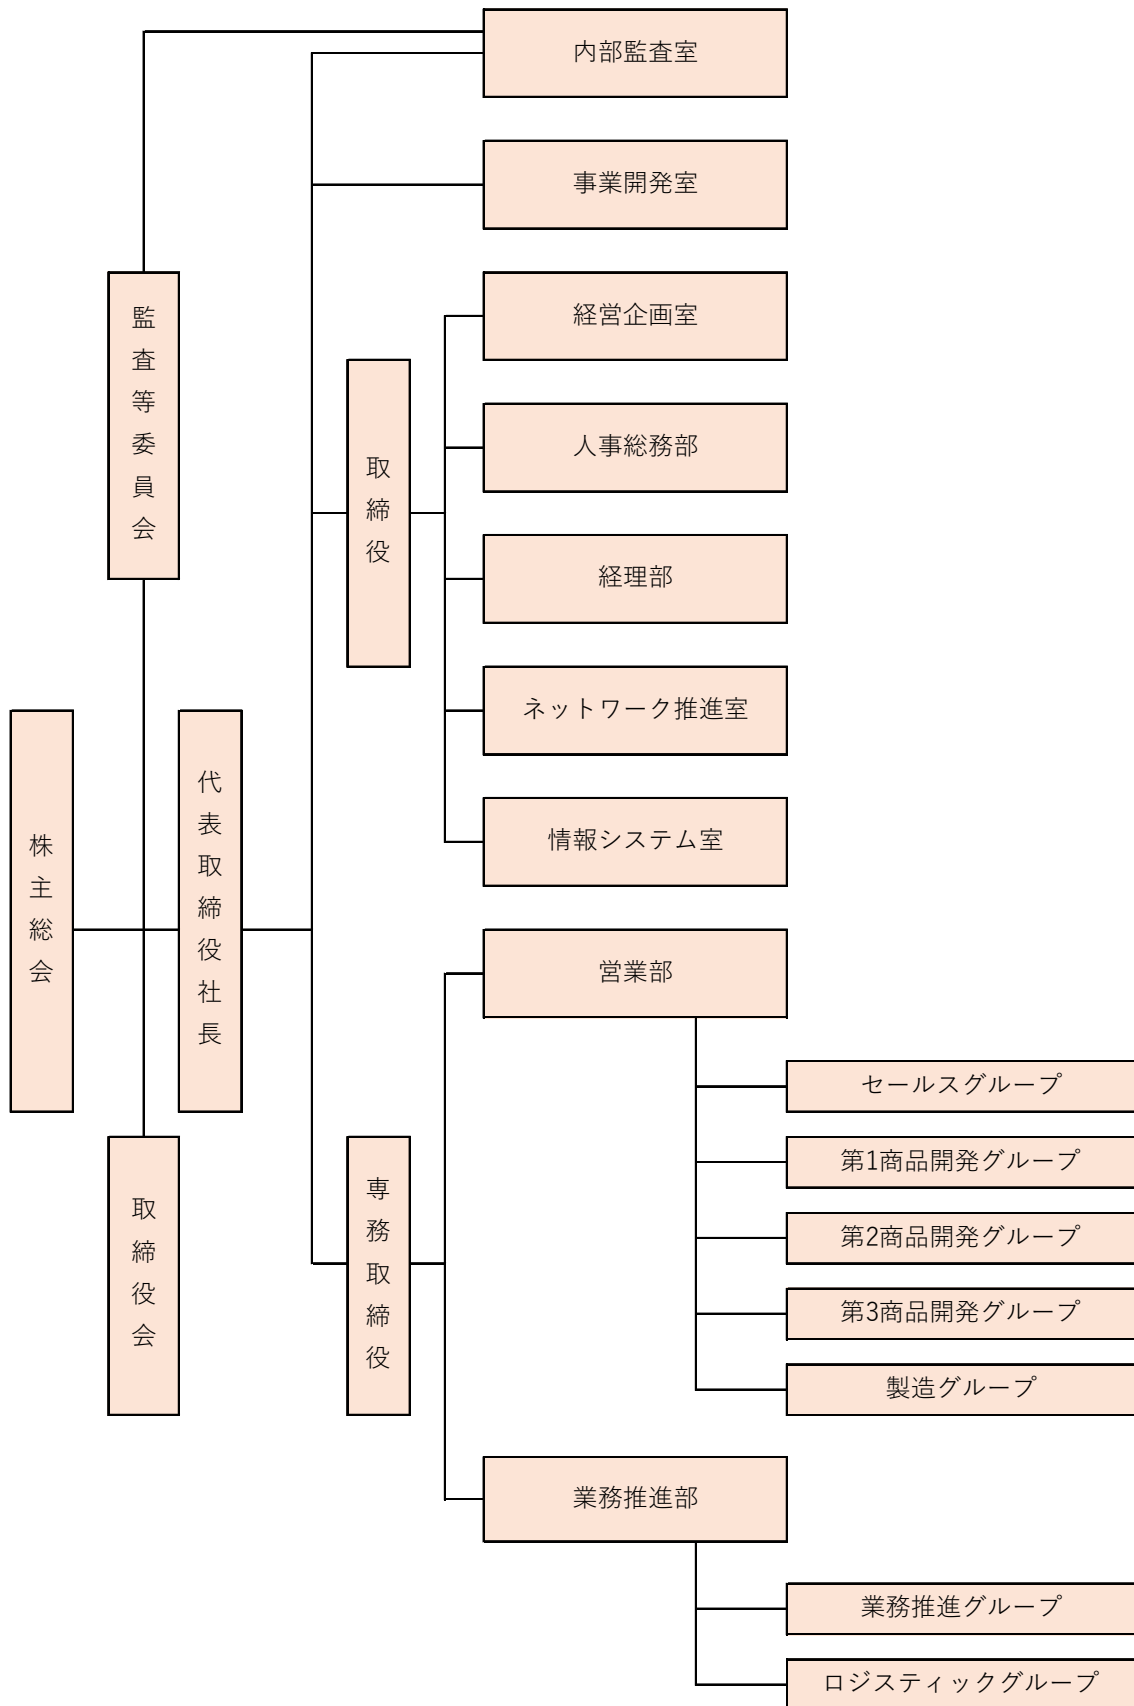 内部監査室
事業開発室
監査等委員会
取締役
経営企画室
人事総務部
経理部
ネットワーク推進室
情報システム室
株主総会
代表取締役社長
取締役会
専務取締役
営業部
セールスグループ
第1商品開発グループ
第2商品開発グループ
第3商品開発グループ
製造グループ
業務推進部
業務推進グループ
ロジスティックグループ